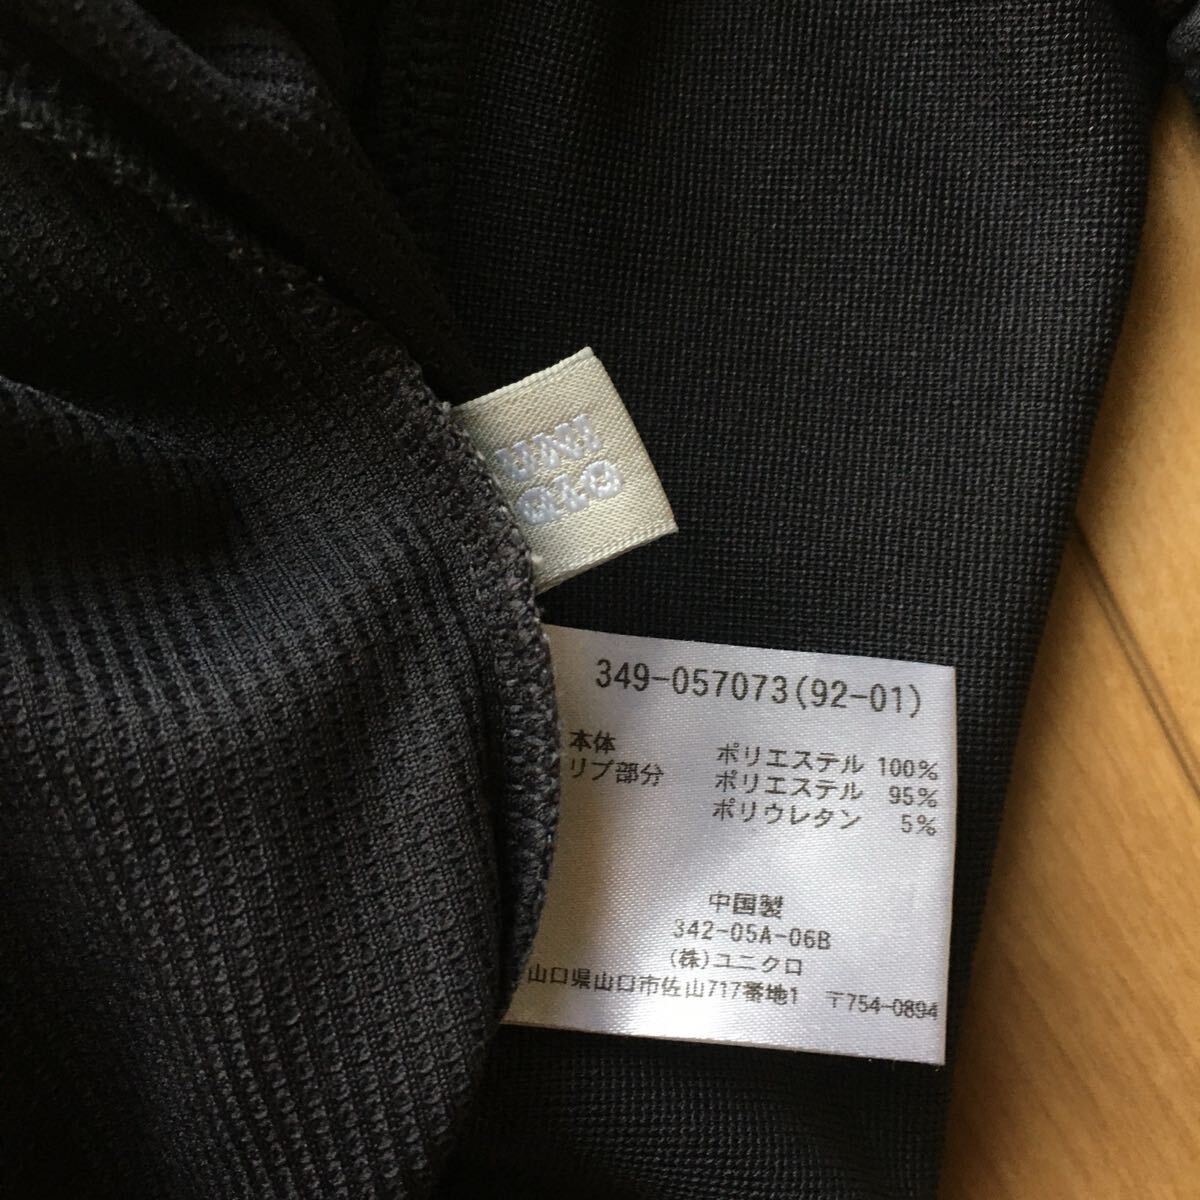 UNI
QLO
349-057073(92-01)
本体 ポリエステル 100%
リブ部分 ポリエステル 95%
ポリウレタン 5%
中国製
342-05A-06B
(株)ユニクロ
山口県山口市佐山717番地1 〒754-0894